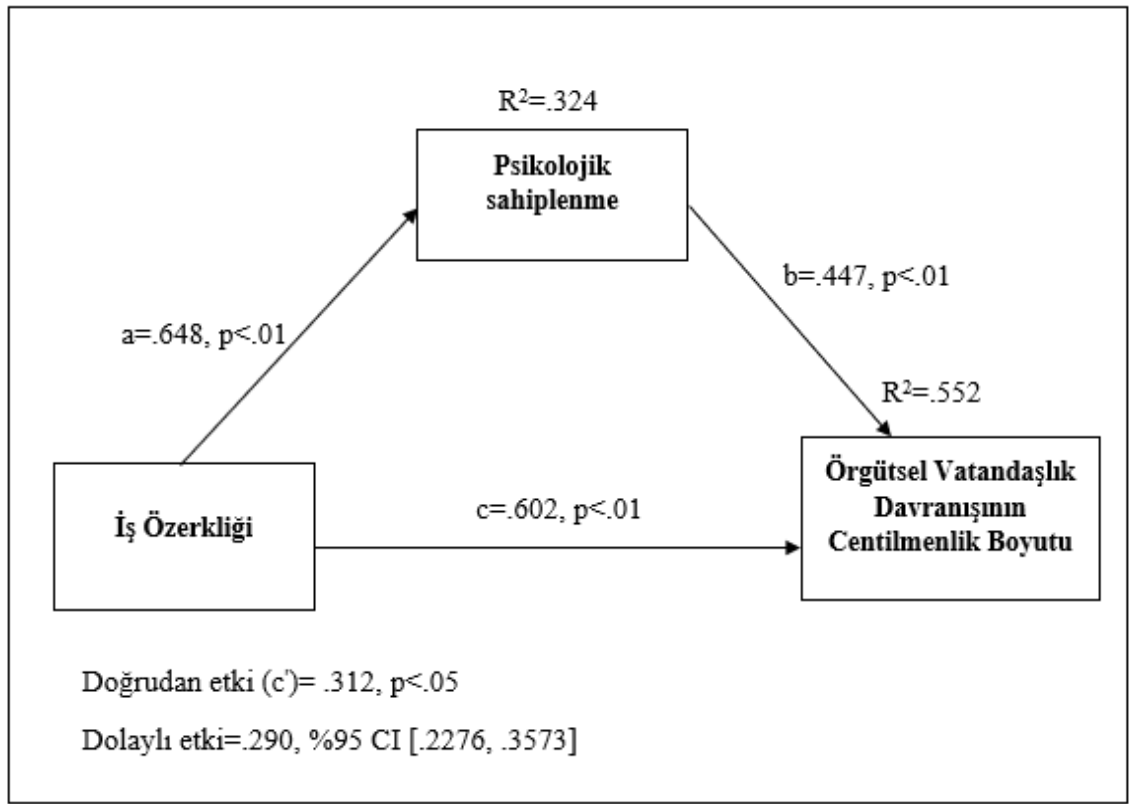 R²=.324
Psikolojik
sahiplenme
b=.447, p<.01
a=.648, p<.01
R²=.552
Örgütsel Vatandaşlık
Davranışının
Centilmenlik Boyutu
c=.602, p<.01
İş Özerkliği
Doğrudan etki (c')= .312, p<.05
Dolaylı etki=.290, %95 CI [.2276, .3573]